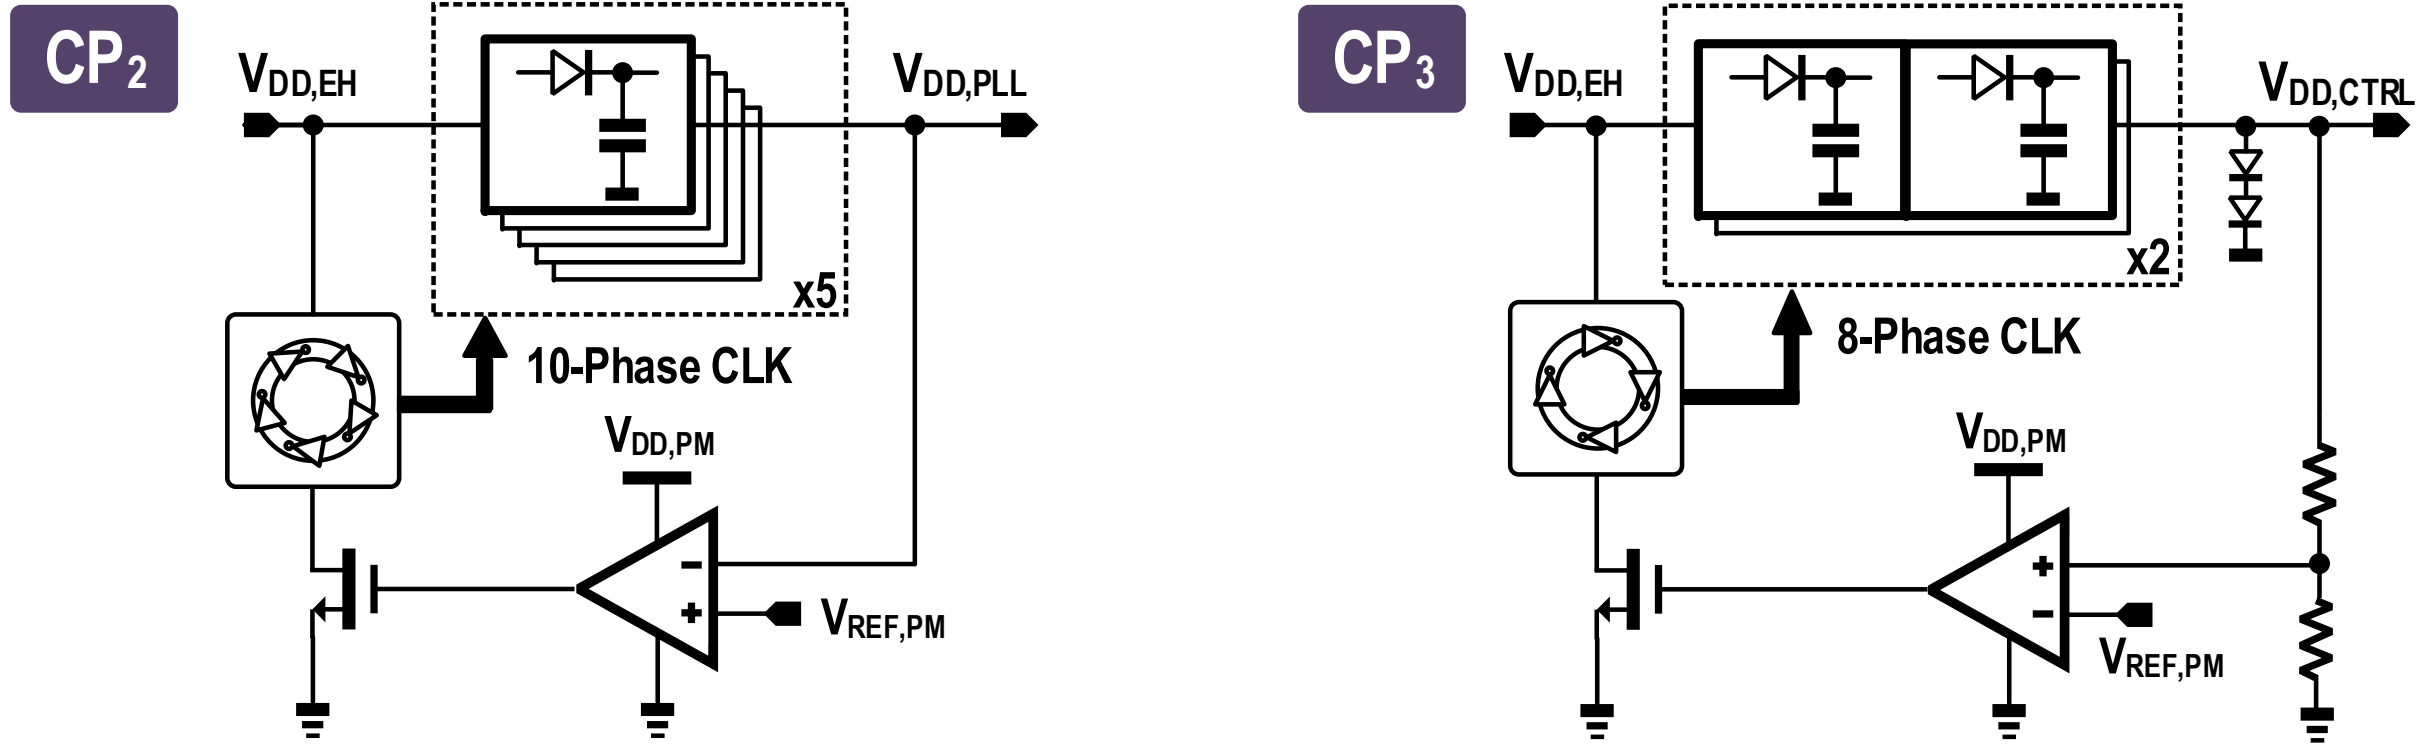 CP2
VDD,EH
VDD,PLL
x5
10-Phase CLK
VDD,PM
−
+
VREF,PM
CP3
VDD,EH
VDD,CTRL
x2
8-Phase CLK
VDD,PM
+
−
VREF,PM